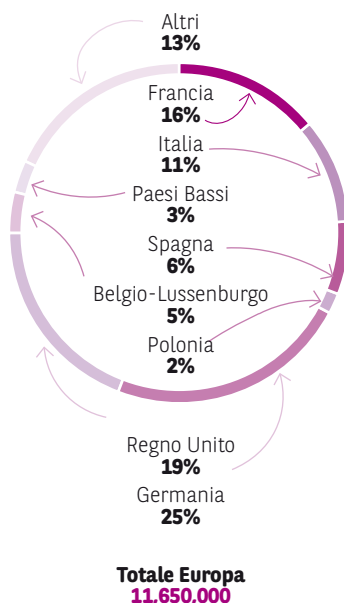 Altri
13%
Francia
16%
Italia
11%
Paesi Bassi
3%
Spagna
6%
Belgio-Lussenburgo
5%
Polonia
2%
Regno Unito
19%
Germania
25%
Totale Europa
11.650.000